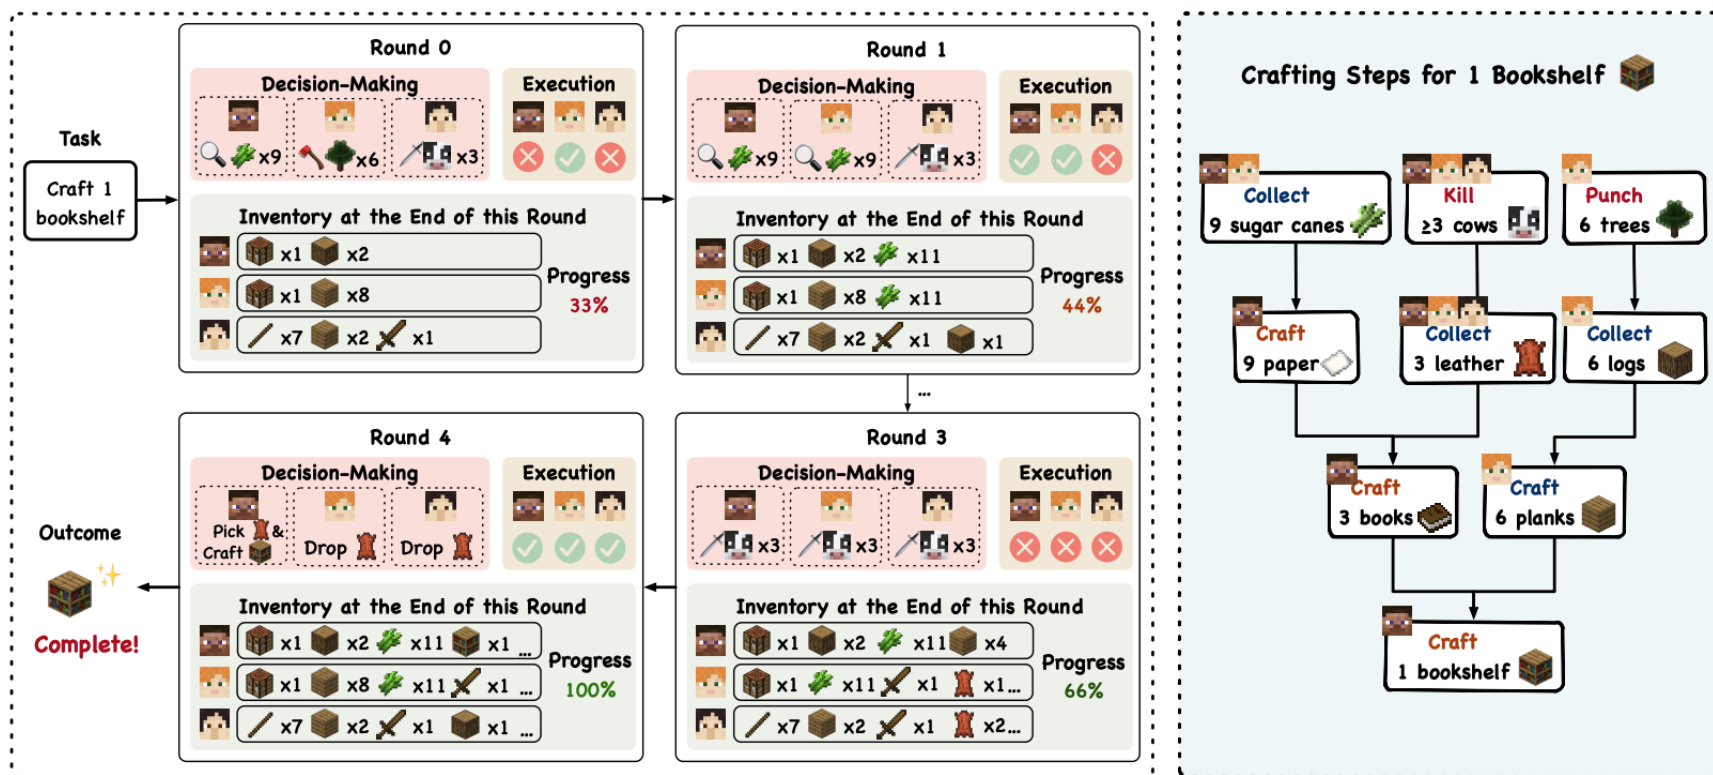 Task
Craft 1
bookshelf
Round 0
Decision-Making
Execution
x9
x6
x3
Inventory at the End of this Round
x1 x2
x1 x8
x7 x2 x1
Progress
33%
Round 1
Decision-Making
Execution
x9
x9
x3
Inventory at the End of this Round
x1 x2 x11
x1 x8 x11
x7 x2 x1 x1
Progress
44%
...
Round 3
Decision-Making
Execution
x3
x3
x3
Inventory at the End of this Round
x1 x2 x11 x4
x1 x11 x1 x1...
x7 x2 x1 x2...
Progress
66%
Round 4
Decision-Making
Execution
Pick &
Craft
Drop
Drop
Inventory at the End of this Round
x1 x2 x11 x1 ...
x1 x8 x11 x1 ...
x7 x2 x1 x1 ...
Progress
100%
Outcome
Complete!
Crafting Steps for 1 Bookshelf
Collect
9 sugar canes
Kill
≥3 cows
Punch
6 trees
Craft
9 paper
Collect
3 leather
Collect
6 logs
Craft
3 books
Craft
6 planks
Craft
1 bookshelf